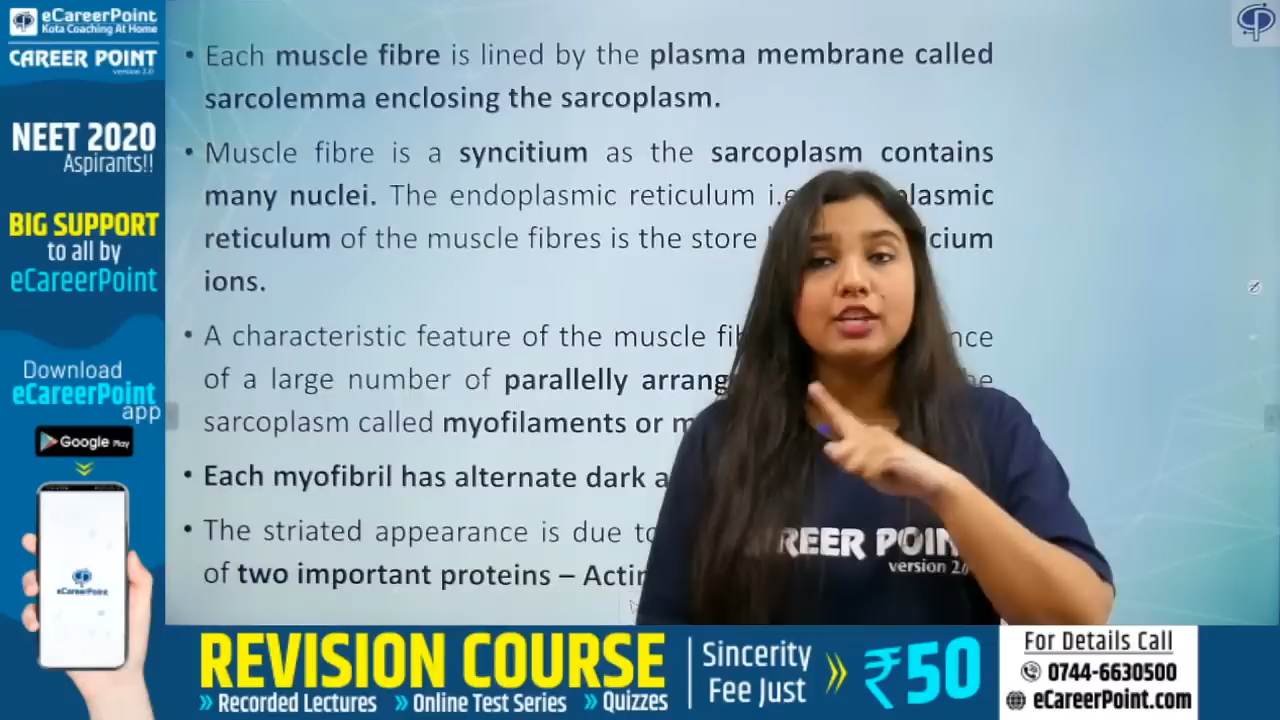 eCareerPoint
Kota Coaching At Home
CAREER POINT
version 2.0
NEET 2020
Aspirants!!
BIG SUPPORT
to all by
eCareerPoint
Download
eCareerPoint
app
Google Play
eCareerPoint
• Each muscle fibre is lined by the plasma membrane called
sarcolemma enclosing the sarcoplasm.
• Muscle fibre is a syncitium as the sarcoplasm contains
many nuclei. The endoplasmic reticulum
reticulum of the muscle fibres is the store
ions.
• A characteristic feature of the muscle
of a large number of parallelly
sarcoplasm called myofilaments or
• Each myofibril has alternate dark
• The striated appearance is due
of two important proteins –
CAREER POINT
version 2.0
REVISION COURSE
» Recorded Lectures » Online Test Series » Quizzes
Sincerity
Fee Just » ₹50
For Details Call
0744-6630500
eCareerPoint.com